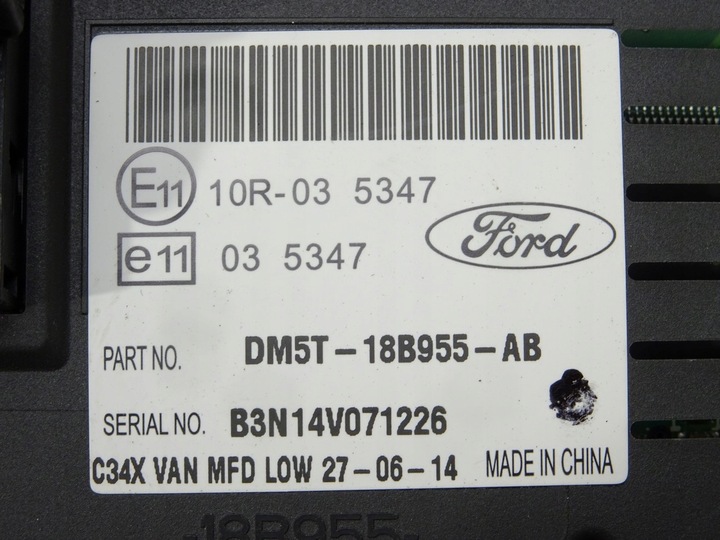 E11 10R-03 5347
e11 03 5347
Ford
PART NO. DM5T-18B955-AB
SERIAL NO. B3N14V071226
C34X VAN MFD LOW 27-06-14 MADE IN CHINA
-18B955-